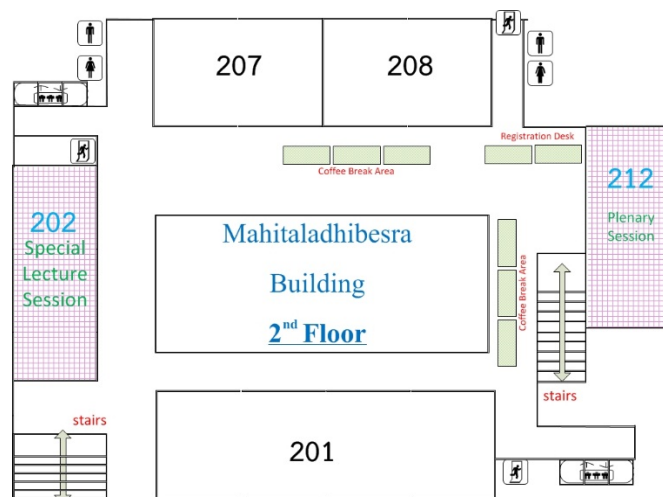 207
208
Registration Desk
Coffee Break Area
212
Plenary
Session
202
Special
Lecture
Session
Mahitaladhibesra
Building
2nd Floor
Coffee Break Area
stairs
stairs
201